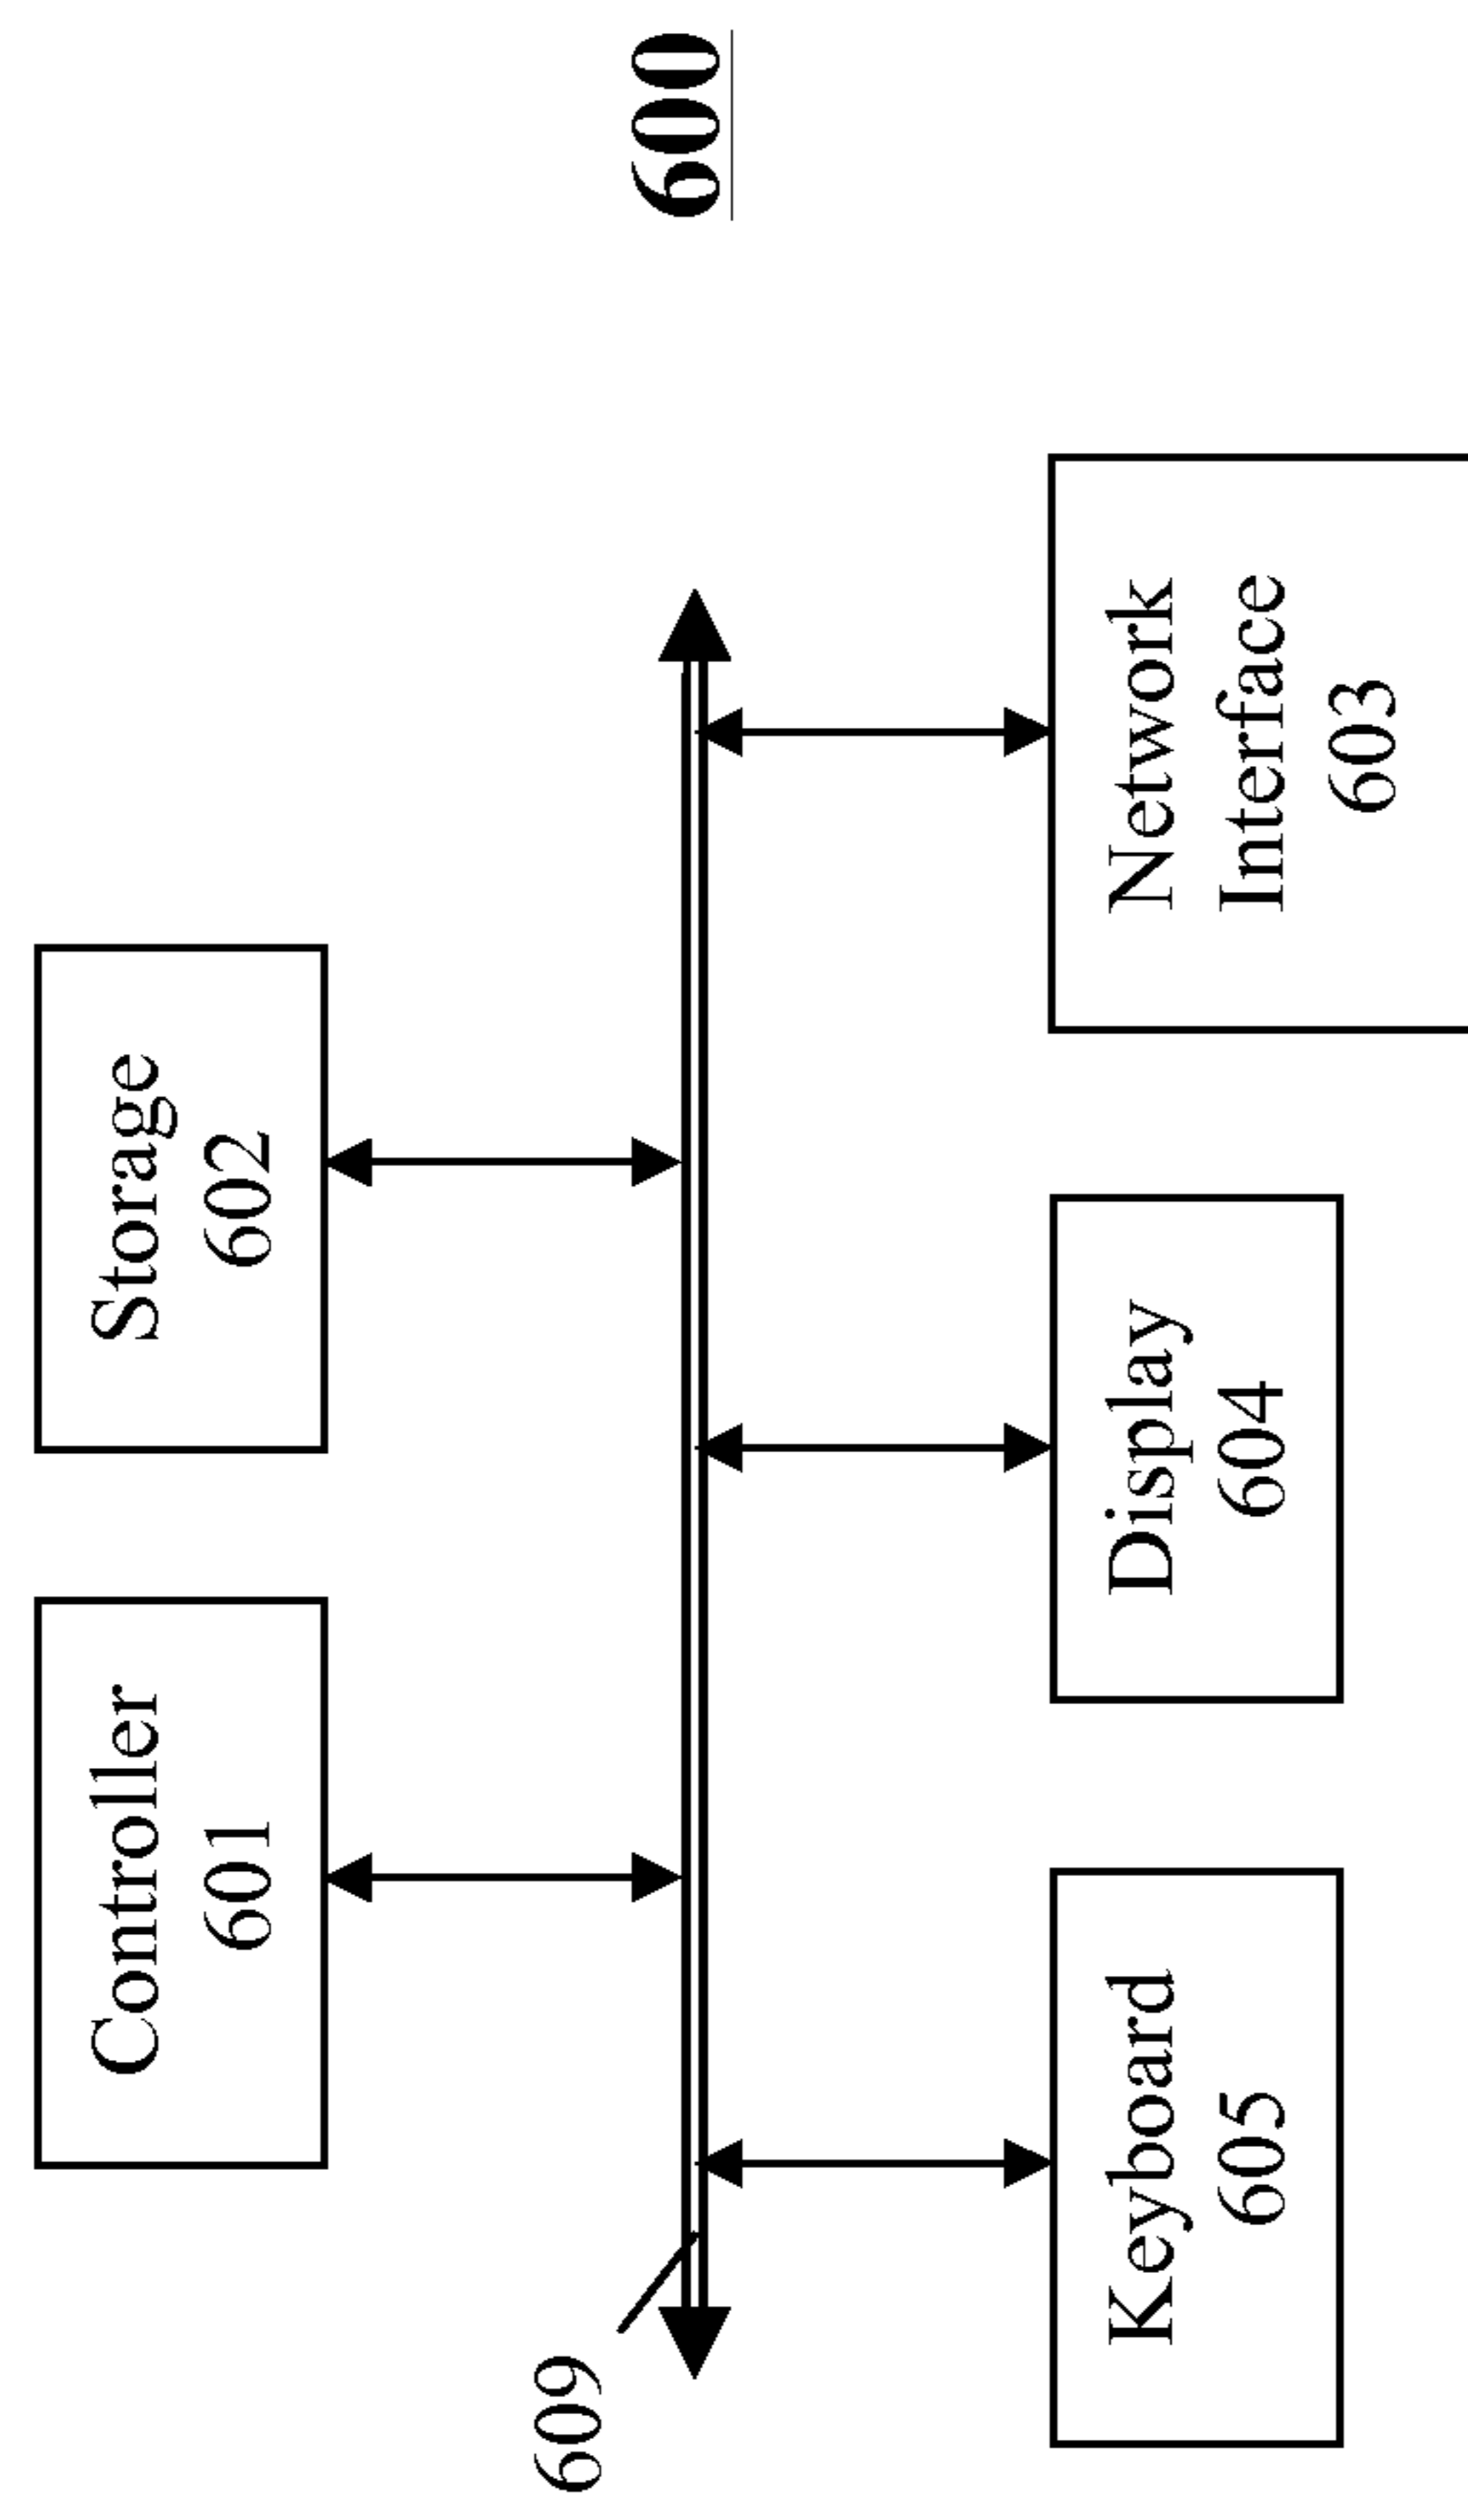 600
Controller
601
Storage
602
609
Keyboard
605
Display
604
Network
Interface
603